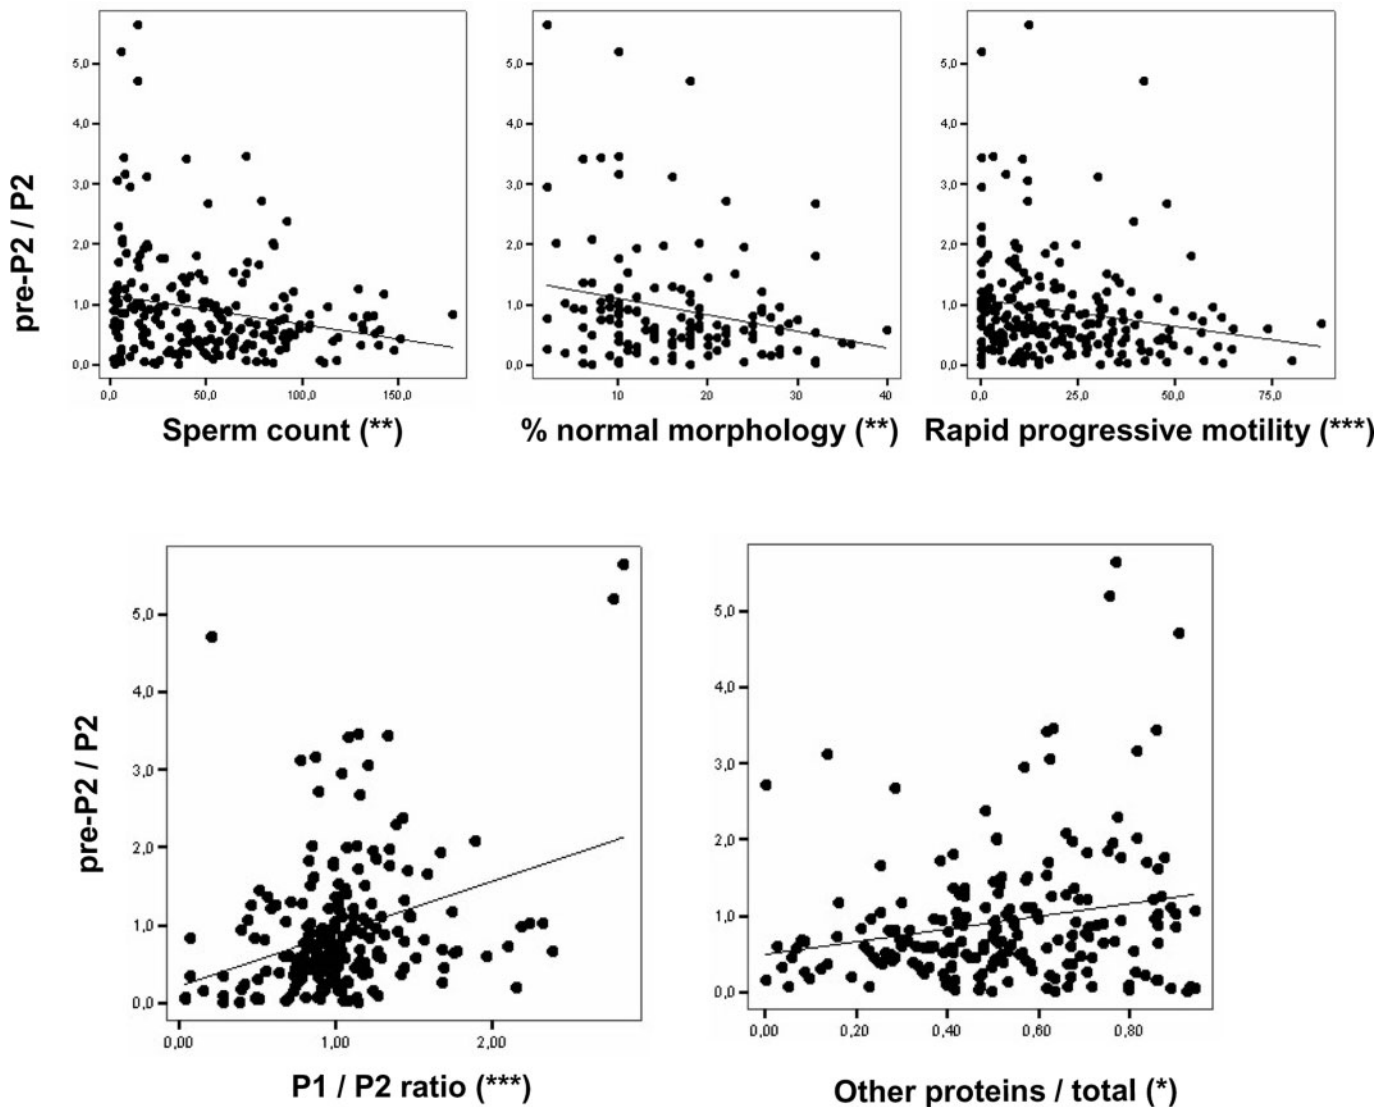 pre-P2 / P2
5,0
4,0
3,0
2,0
1,0
0,0
0,0 50,0 100,0 150,0
Sperm count (**)
10 20 30 40
% normal morphology (**)
0,0 25,0 50,0 75,0
Rapid progressive motility (***)
pre-P2 / P2
5,0
4,0
3,0
2,0
1,0
0,0
0,00 1,00 2,00
P1 / P2 ratio (***)
5,0
4,0
3,0
2,0
1,0
0,0
0,00 0,20 0,40 0,60 0,80
Other proteins / total (*)